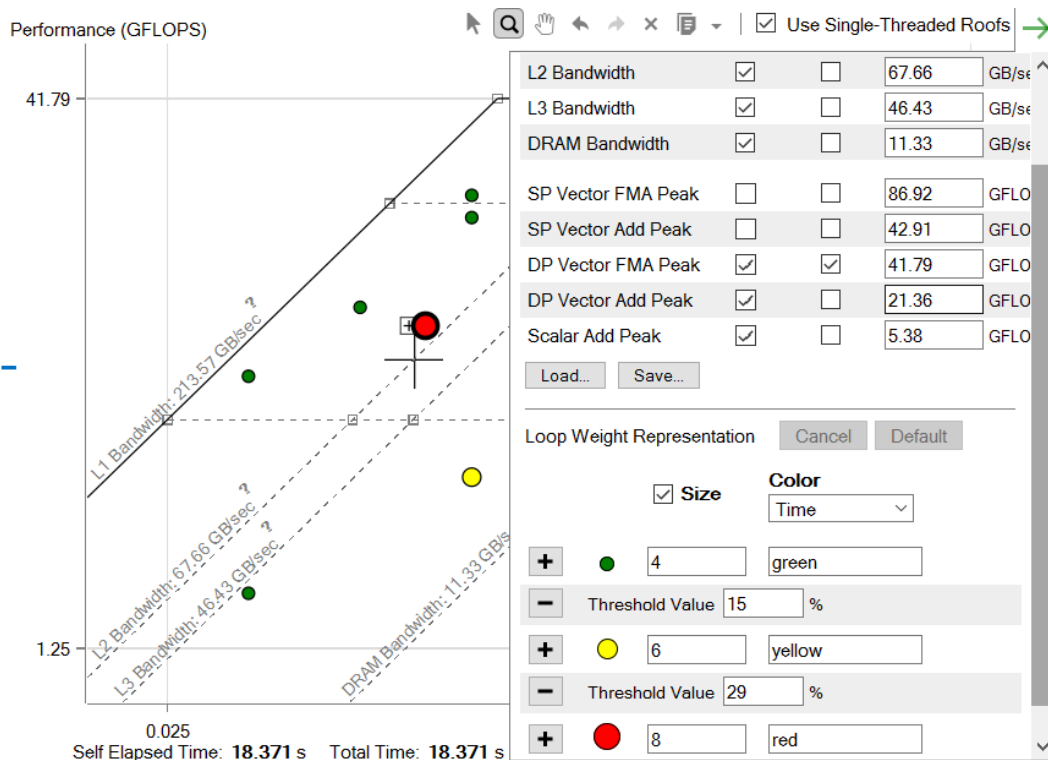 Performance (GFLOPS)
Use Single-Threaded Roofs
41.79
1.25
0.025
L1 Bandwidth: 213.57 GB/sec ?
L2 Bandwidth: 67.66 GB/sec ?
L3 Bandwidth: 46.43 GB/sec ?
DRAM Bandwidth: 11.33 GB/s
Self Elapsed Time: 18.371 s Total Time: 18.371 s
L2 Bandwidth 67.66 GB/se
L3 Bandwidth 46.43 GB/se
DRAM Bandwidth 11.33 GB/se
SP Vector FMA Peak 86.92 GFLO
SP Vector Add Peak 42.91 GFLO
DP Vector FMA Peak 41.79 GFLO
DP Vector Add Peak 21.36 GFLO
Scalar Add Peak 5.38 GFLO
Load... Save...
Loop Weight Representation Cancel Default
Size
Color
Time
4 green
Threshold Value 15 %
6 yellow
Threshold Value 29 %
8 red